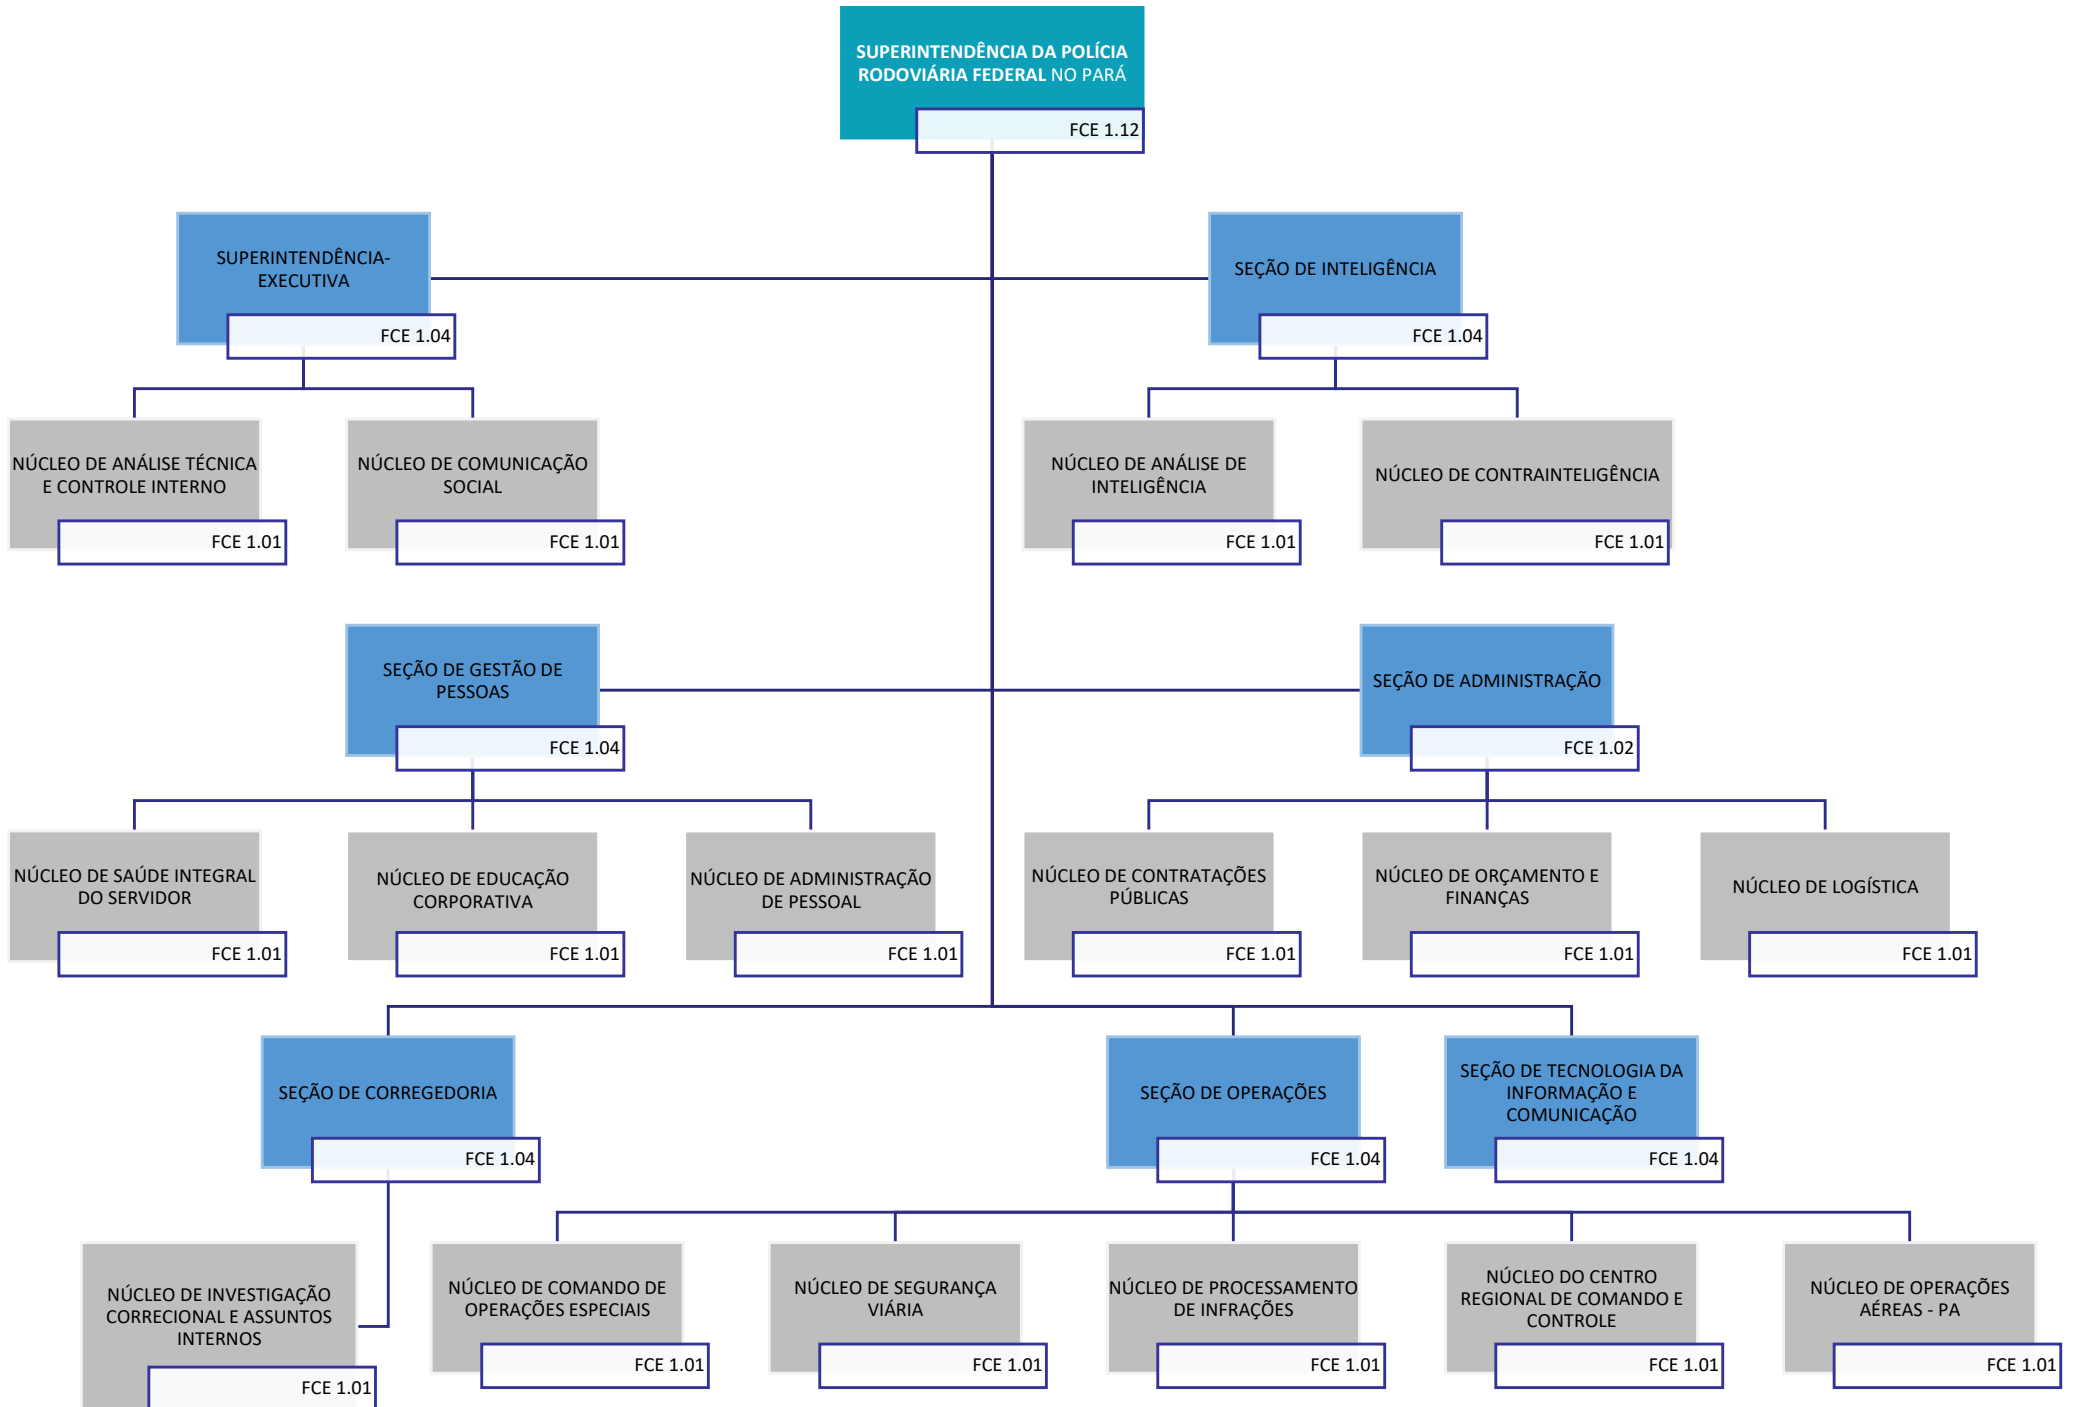 SUPERINTENDÊNCIA DA POLÍCIA
RODOVIÁRIA FEDERAL NO PARÁ
FCE 1.12
SUPERINTENDÊNCIA-
EXECUTIVA
FCE 1.04
SEÇÃO DE INTELIGÊNCIA
FCE 1.04
NÚCLEO DE ANÁLISE TÉCNICA
E CONTROLE INTERNO
FCE 1.01
NÚCLEO DE COMUNICAÇÃO
SOCIAL
FCE 1.01
NÚCLEO DE ANÁLISE DE
INTELIGÊNCIA
FCE 1.01
NÚCLEO DE CONTRAINTELIGÊNCIA
FCE 1.01
SEÇÃO DE GESTÃO DE
PESSOAS
FCE 1.04
SEÇÃO DE ADMINISTRAÇÃO
FCE 1.02
NÚCLEO DE SAÚDE INTEGRAL
DO SERVIDOR
FCE 1.01
NÚCLEO DE EDUCAÇÃO
CORPORATIVA
FCE 1.01
NÚCLEO DE ADMINISTRAÇÃO
DE PESSOAL
FCE 1.01
NÚCLEO DE CONTRATAÇÕES
PÚBLICAS
FCE 1.01
NÚCLEO DE ORÇAMENTO E
FINANÇAS
FCE 1.01
NÚCLEO DE LOGÍSTICA
FCE 1.01
SEÇÃO DE CORREGEDORIA
FCE 1.04
SEÇÃO DE OPERAÇÕES
FCE 1.04
SEÇÃO DE TECNOLOGIA DA
INFORMAÇÃO E
COMUNICAÇÃO
FCE 1.04
NÚCLEO DE INVESTIGAÇÃO
CORRECIONAL E ASSUNTOS
INTERNOS
FCE 1.01
NÚCLEO DE COMANDO DE
OPERAÇÕES ESPECIAIS
FCE 1.01
NÚCLEO DE SEGURANÇA
VIÁRIA
FCE 1.01
NÚCLEO DE PROCESSAMENTO
DE INFRAÇÕES
FCE 1.01
NÚCLEO DO CENTRO
REGIONAL DE COMANDO E
CONTROLE
FCE 1.01
NÚCLEO DE OPERAÇÕES
AÉREAS - PA
FCE 1.01